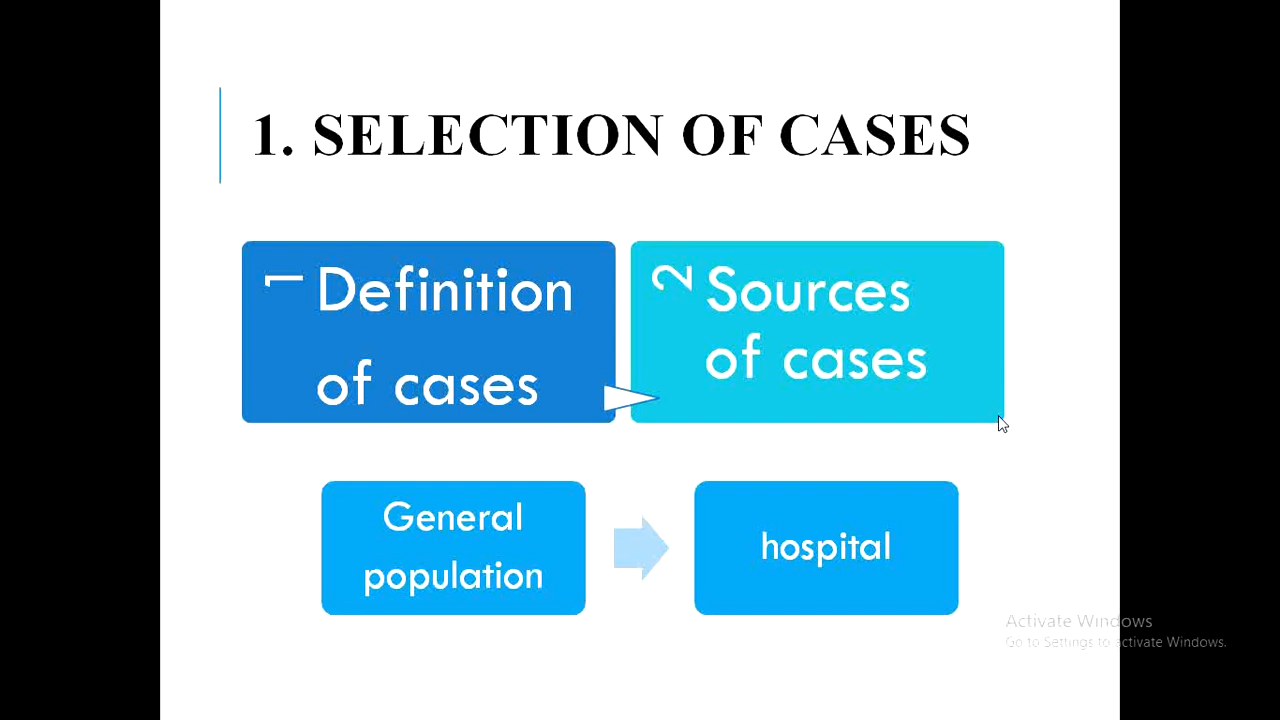 1. SELECTION OF CASES
1
Definition
of cases
2
Sources
of cases
General
population
hospital
Activate Windows
Go to Settings to activate Windows.